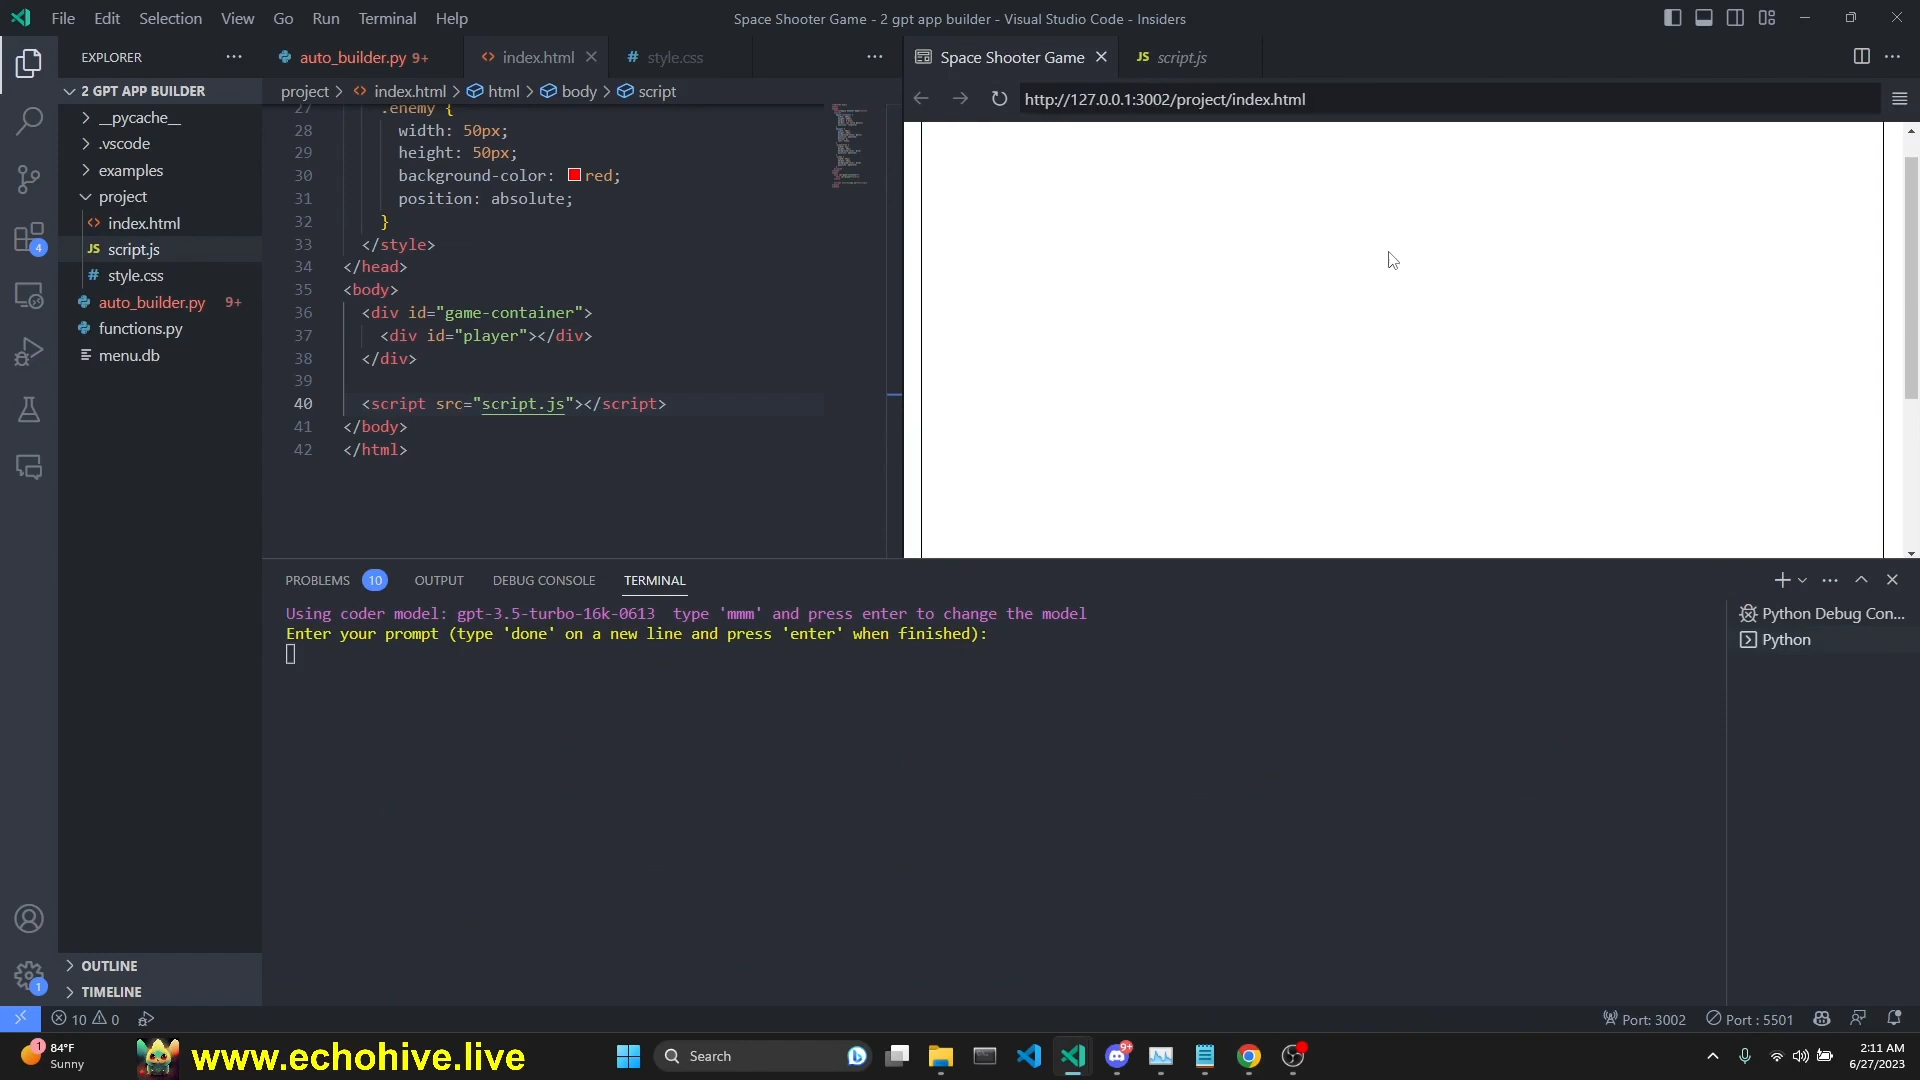 File Edit Selection View Go Run Terminal Help
Space Shooter Game - 2 gpt app builder - Visual Studio Code - Insiders
EXPLORER
2 GPT APP BUILDER
__pycache__
.vscode
examples
project
index.html
JS script.js
# style.css
auto_builder.py 9+
functions.py
menu.db
OUTLINE
TIMELINE
4
1
auto_builder.py 9+
index.html
# style.css
project > index.html > html > body > script
27 .enemy {
28 width: 50px;
29 height: 50px;
30 background-color: red;
31 position: absolute;
32 }
33 </style>
34 </head>
35 <body>
36 <div id="game-container">
37 <div id="player"></div>
38 </div>
39
40 <script src="script.js"></script>
41 </body>
42 </html>
Space Shooter Game
JS script.js
http://127.0.0.1:3002/project/index.html
PROBLEMS 10 OUTPUT DEBUG CONSOLE TERMINAL
Using coder model: gpt-3.5-turbo-16k-0613 type 'mmm' and press enter to change the model
Enter your prompt (type 'done' on a new line and press 'enter' when finished):
Python Debug Con...
Python
10 0
Port: 3002
Port : 5501
1
84°F
Sunny
www.echohive.live
Search
9+
2:11 AM
6/27/2023